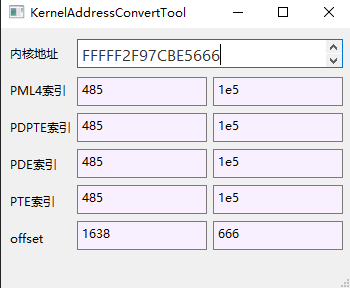 KernelAddressConvertTool
内核地址 FFFFF2F97CBE5666
PML4索引 485 1e5
PDPTE索引 485 1e5
PDE索引 485 1e5
PTE索引 485 1e5
offset 1638 666